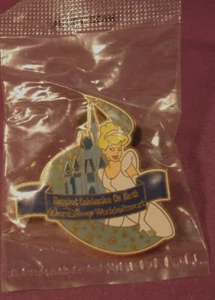 Happiest Celebration On Earth
Walt Disney World Resort